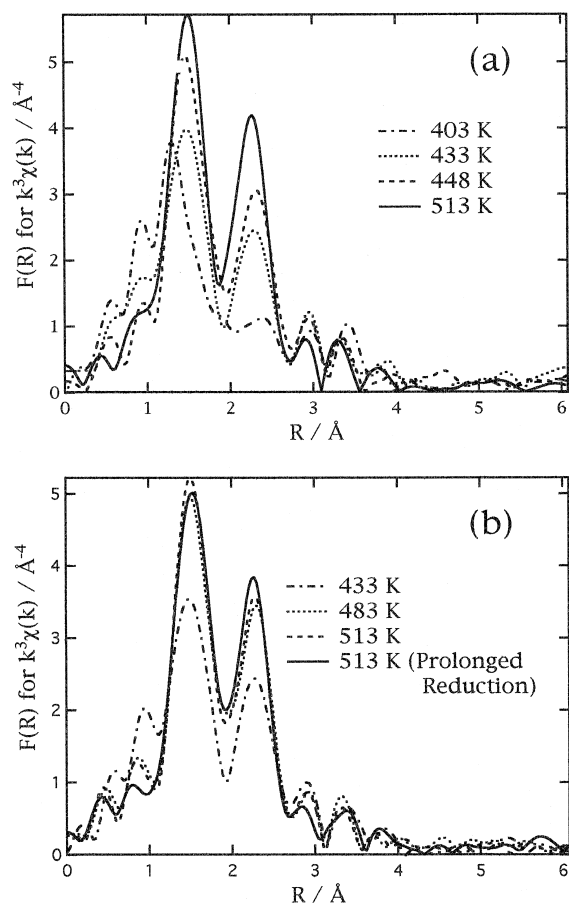 (a)
403 K
433 K
448 K
513 K
F(R) for k³χ(k) / Å⁻⁴
5
4
3
2
1
0
0 1 2 3 4 5 6
R / Å
(b)
433 K
483 K
513 K
513 K (Prolonged
Reduction)
F(R) for k³χ(k) / Å⁻⁴
5
4
3
2
1
0
0 1 2 3 4 5 6
R / Å